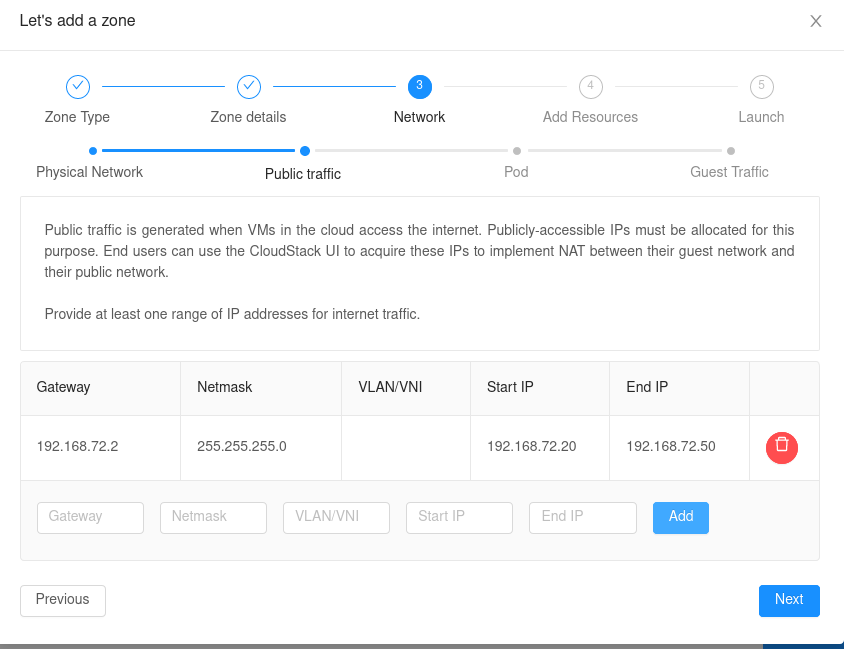 Let's add a zone
3
4
5
Zone Type
Zone details
Network
Add Resources
Launch
Physical Network
Public traffic
Pod
Guest Traffic
Public traffic is generated when VMs in the cloud access the internet. Publicly-accessible IPs must be allocated for this
purpose. End users can use the CloudStack UI to acquire these IPs to implement NAT between their guest network and
their public network.
Provide at least one range of IP addresses for internet traffic.
Gateway Netmask VLAN/VNI Start IP End IP
192.168.72.2 255.255.255.0 192.168.72.20 192.168.72.50
Gateway Netmask VLAN/VNI Start IP End IP Add
Previous Next